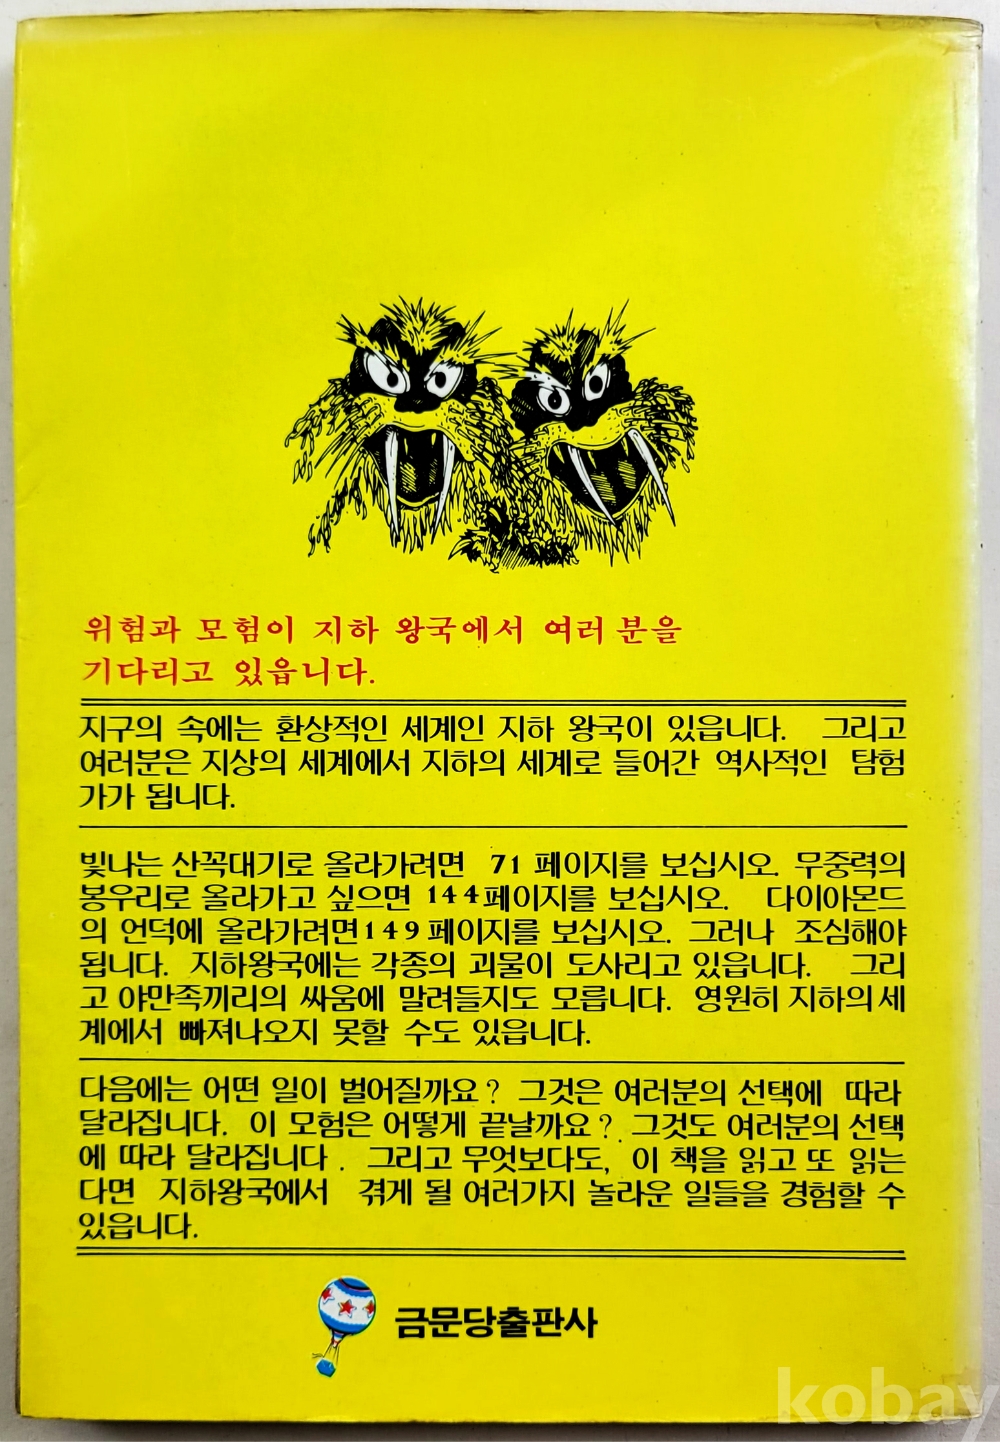 위험과 모험이 지하 왕국에서 여러분을
기다리고 있읍니다.
지구의 속에는 환상적인 세계인 지하 왕국이 있읍니다. 그리고
여러분은 지상의 세계에서 지하의 세계로 들어간 역사적인 탐험
가가 됩니다.
빛나는 산꼭대기로 올라가려면 71 페이지를 보십시오. 무중력의
봉우리로 올라가고 싶으면 144페이지를 보십시오. 다이아몬드
의 언덕에 올라가려면 149 페이지를 보십시오. 그러나 조심해야
됩니다. 지하왕국에는 각종의 괴물이 도사리고 있읍니다. 그리
고 야만족끼리의 싸움에 말려들지도 모릅니다. 영원히 지하의 세
계에서 빠져나오지 못할 수도 있읍니다.
다음에는 어떤 일이 벌어질까요? 그것은 여러분의 선택에 따라
달라집니다. 이 모험은 어떻게 끝날까요? 그것도 여러분의 선택
에 따라 달라집니다. 그리고 무엇보다도, 이 책을 읽고 또 읽는
다면 지하왕국에서 겪게 될 여러가지 놀라운 일들을 경험할 수
있읍니다.
금문당출판사
kobay